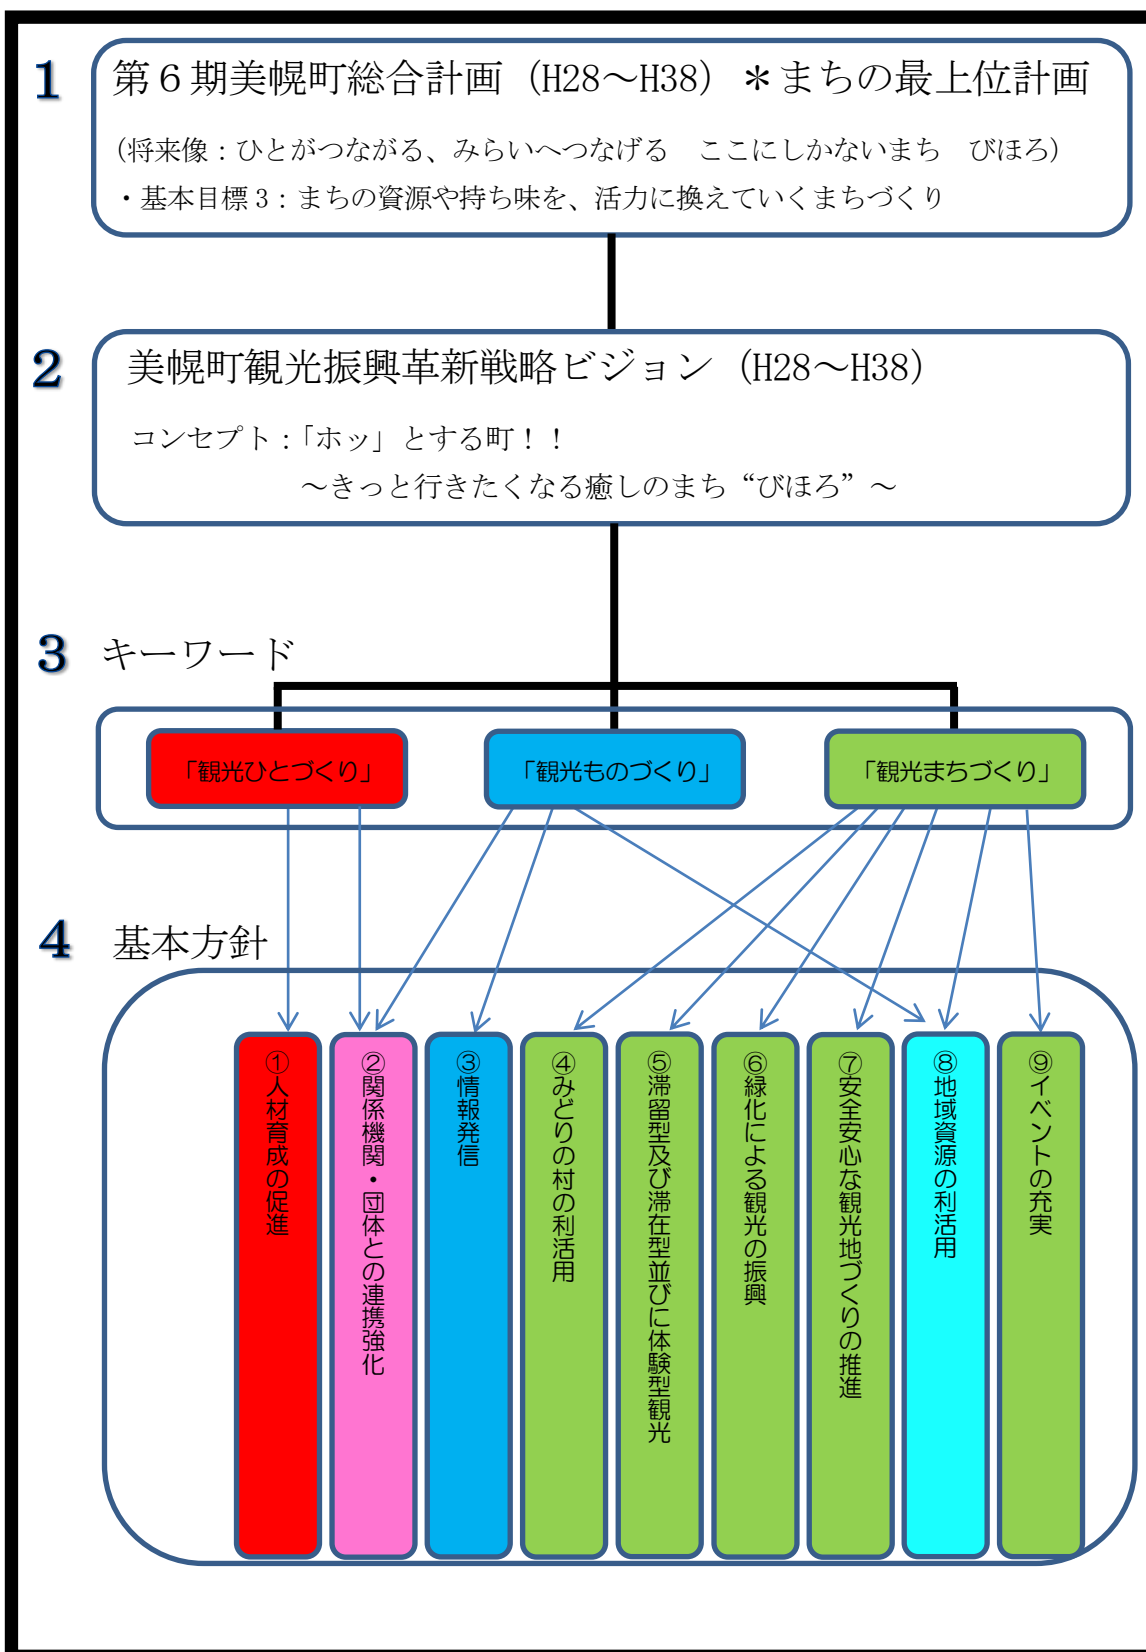 1
第６期美幌町総合計画（H28～H38）＊まちの最上位計画
（将来像：ひとがつながる、みらいへつなげる　ここにしかないまち　びほろ）
・基本目標３：まちの資源や持ち味を、活力に換えていくまちづくり
2
美幌町観光振興革新戦略ビジョン（H28～H38）
コンセプト：「ホッ」とする町！！
～きっと行きたくなる癒しのまち“びほろ”～
3 キーワード
「観光ひとづくり」
「観光ものづくり」
「観光まちづくり」
4 基本方針
①人材育成の促進
②関係機関・団体との連携強化
③情報発信
④みどりの村の利活用
⑤滞留型及び滞在型並びに体験型観光
⑥緑化による観光の振興
⑦安全安心な観光地づくりの推進
⑧地域資源の利活用
⑨イベントの充実